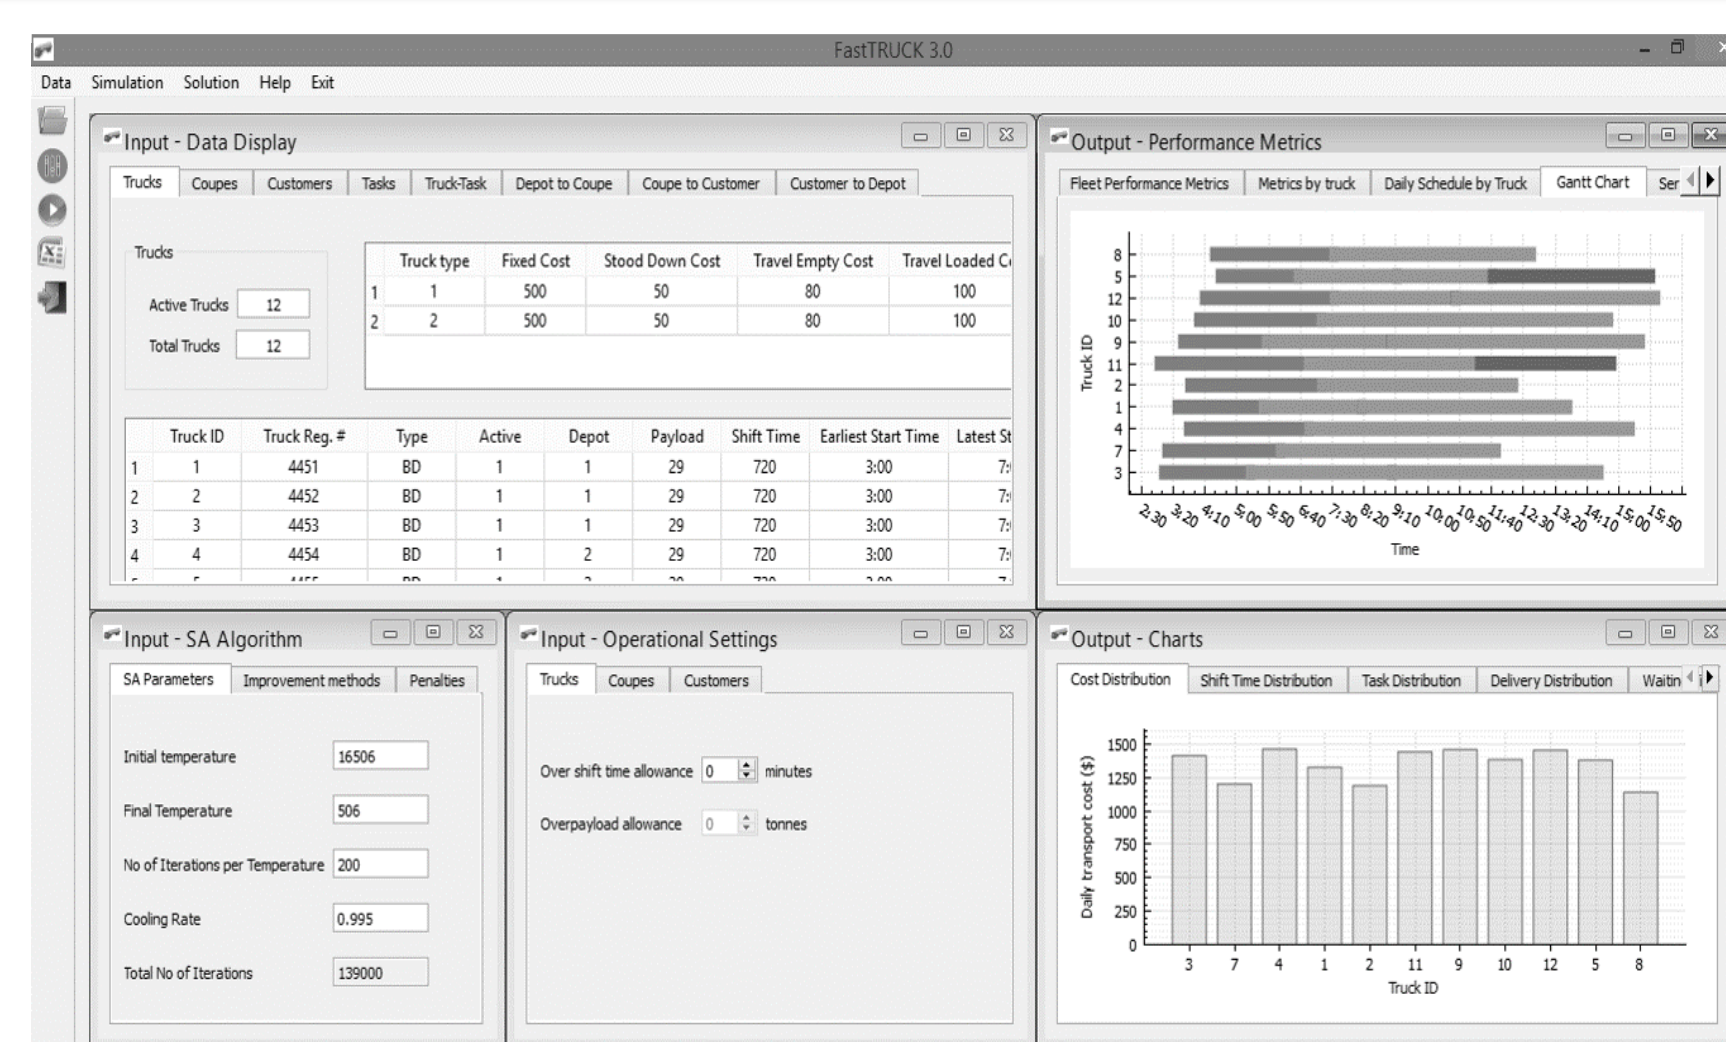 FastTRUCK 3.0
Data Simulation Solution Help Exit
Input - Data Display
Trucks Coupes Customers Tasks Truck-Task Depot to Coupe Coupe to Customer Customer to Depot
Trucks
Active Trucks 12
Total Trucks 12
Truck type Fixed Cost Stood Down Cost Travel Empty Cost Travel Loaded C
1 1 500 50 80 100
2 2 500 50 80 100
Truck ID Truck Reg. # Type Active Depot Payload Shift Time Earliest Start Time Latest St
1 1 4451 BD 1 1 29 720 3:00 7:
2 2 4452 BD 1 1 29 720 3:00 7:
3 3 4453 BD 1 1 29 720 3:00 7:
4 4 4454 BD 1 2 29 720 3:00 7:
Output - Performance Metrics
Fleet Performance Metrics Metrics by truck Daily Schedule by Truck Gantt Chart Ser
Truck ID
8
5
12
10
9
11
2
1
4
7
3
2:30 3:20 4:10 5:00 5:50 6:40 7:30 8:20 9:10 10:00 10:50 11:40 12:30 13:20 14:10 15:00 15:50
Time
Input - SA Algorithm
SA Parameters Improvement methods Penalties
Initial temperature 16506
Final Temperature 506
No of Iterations per Temperature 200
Cooling Rate 0.995
Total No of Iterations 139000
Input - Operational Settings
Trucks Coupes Customers
Over shift time allowance 0 minutes
Overpayload allowance 0 tonnes
Output - Charts
Cost Distribution Shift Time Distribution Task Distribution Delivery Distribution Waitin
Daily transport cost ($)
1500
1250
1000
750
500
250
0
3 7 4 1 2 11 9 10 12 5 8
Truck ID